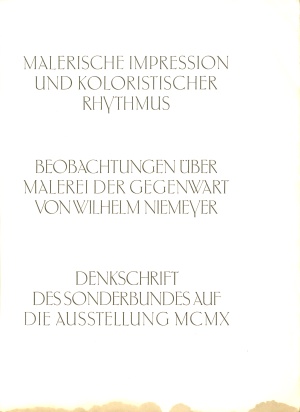 MALERISCHE IMPRESSION
UND KOLORISTISCHER
RHYTHMUS
BEOBACHTUNGEN ÜBER
MALEREI DER GEGENWART
VON WILHELM NIEMEYER
DENKSCHRIFT
DES SONDERBUNDES AUF
DIE AUSSTELLUNG MCMX